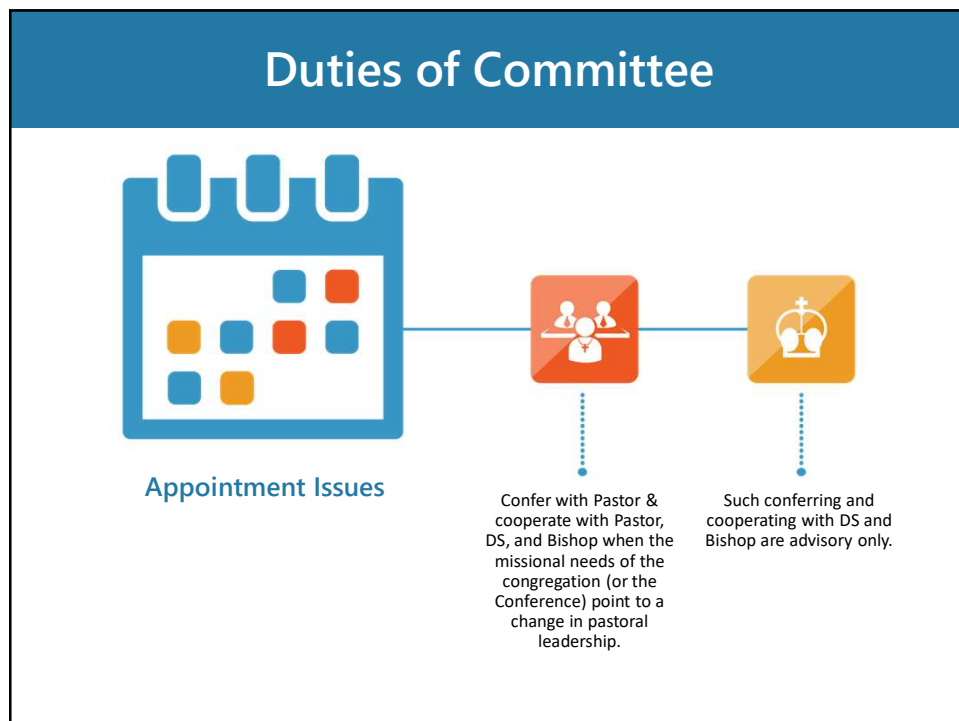 Duties of Committee
Appointment Issues
Confer with Pastor &
cooperate with Pastor,
DS, and Bishop when the
missional needs of the
congregation (or the
Conference) point to a
change in pastoral
leadership.
Such conferring and
cooperating with DS and
Bishop are advisory only.